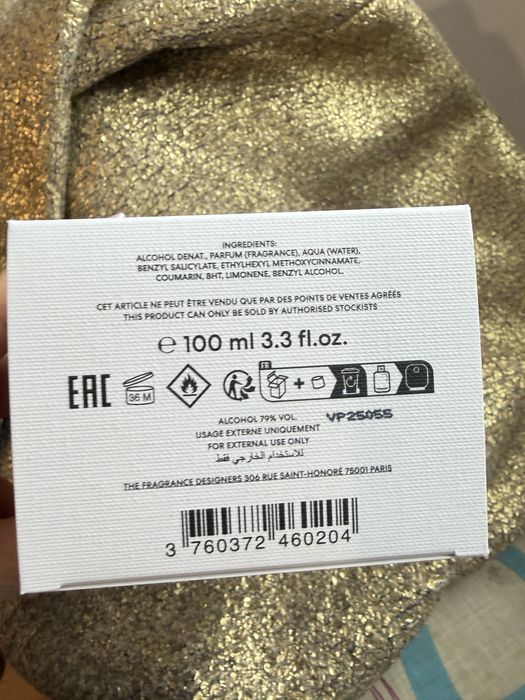 INGREDIENTS:
ALCOHOL DENAT., PARFUM (FRAGRANCE), AQUA (WATER),
BENZYL SALICYLATE, ETHYLHEXYL METHOXYCINNAMATE,
COUMARIN, BHT, LIMONENE, BENZYL ALCOHOL.
CET ARTICLE NE PEUT ÊTRE VENDU QUE PAR DES POINTS DE VENTES AGRÉÉS
THIS PRODUCT CAN ONLY BE SOLD BY AUTHORISED STOCKISTS
℮ 100 ml 3.3 fl.oz.
EAC 36 M FR
ALCOHOL 79% VOL. VP25055
USAGE EXTERNE UNIQUEMENT
FOR EXTERNAL USE ONLY
للاستخدام الخارجي فقط
THE FRAGRANCE DESIGNERS 306 RUE SAINT-HONORÉ 75001 PARIS
3 760372 460204